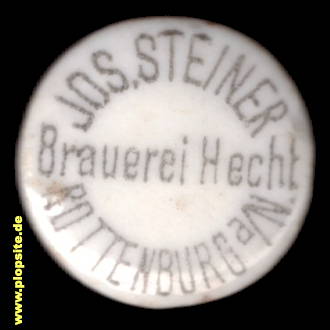 JOS. STEINER
Brauerei Hecht
ROTTENBURG a/N.
www.plopsite.de